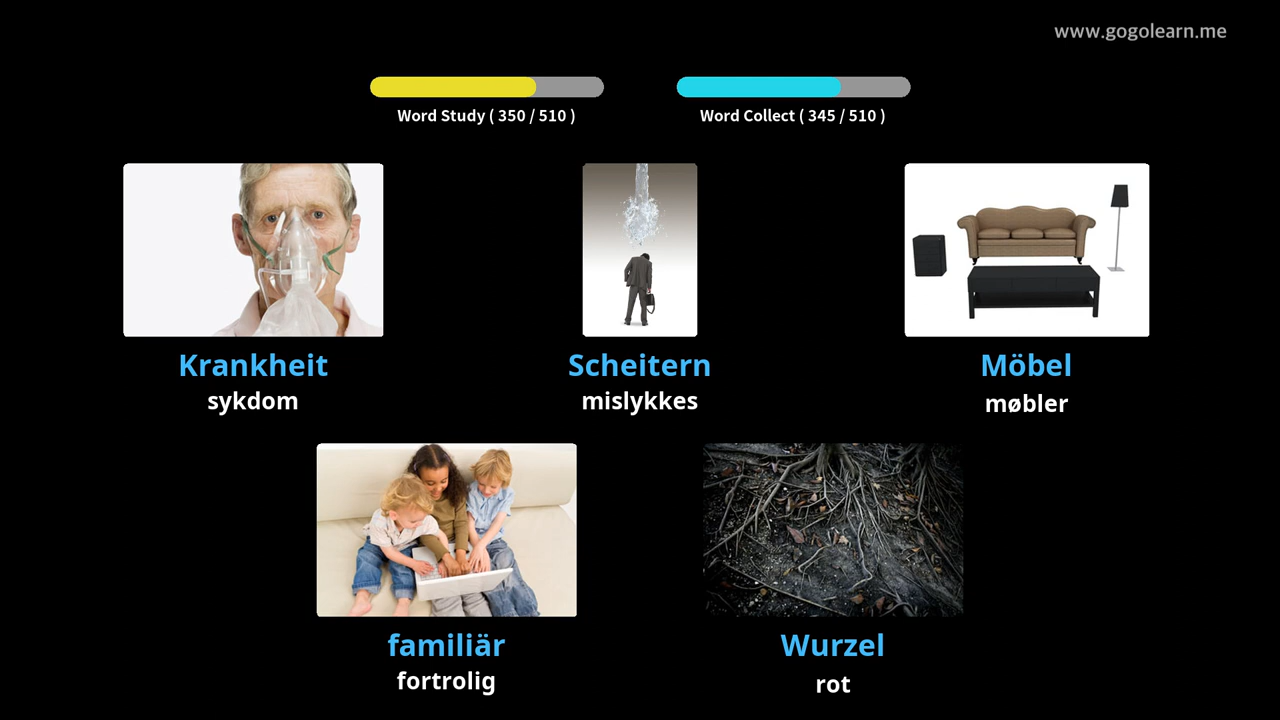 www.gogolearn.me
Word Study ( 350 / 510 )
Word Collect ( 345 / 510 )
Krankheit
sykdom
Scheitern
mislykkes
Möbel
møbler
familiär
fortrolig
Wurzel
rot